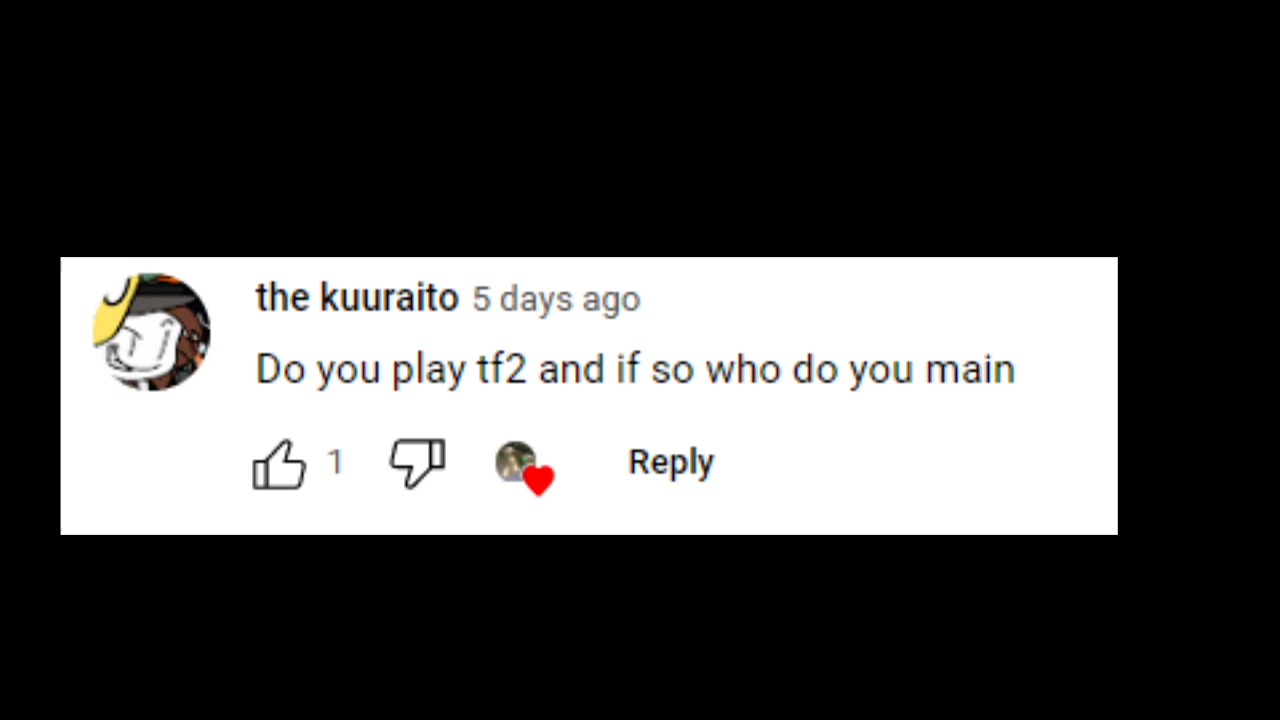 the kuuraito 5 days ago
Do you play tf2 and if so who do you main
1 Reply